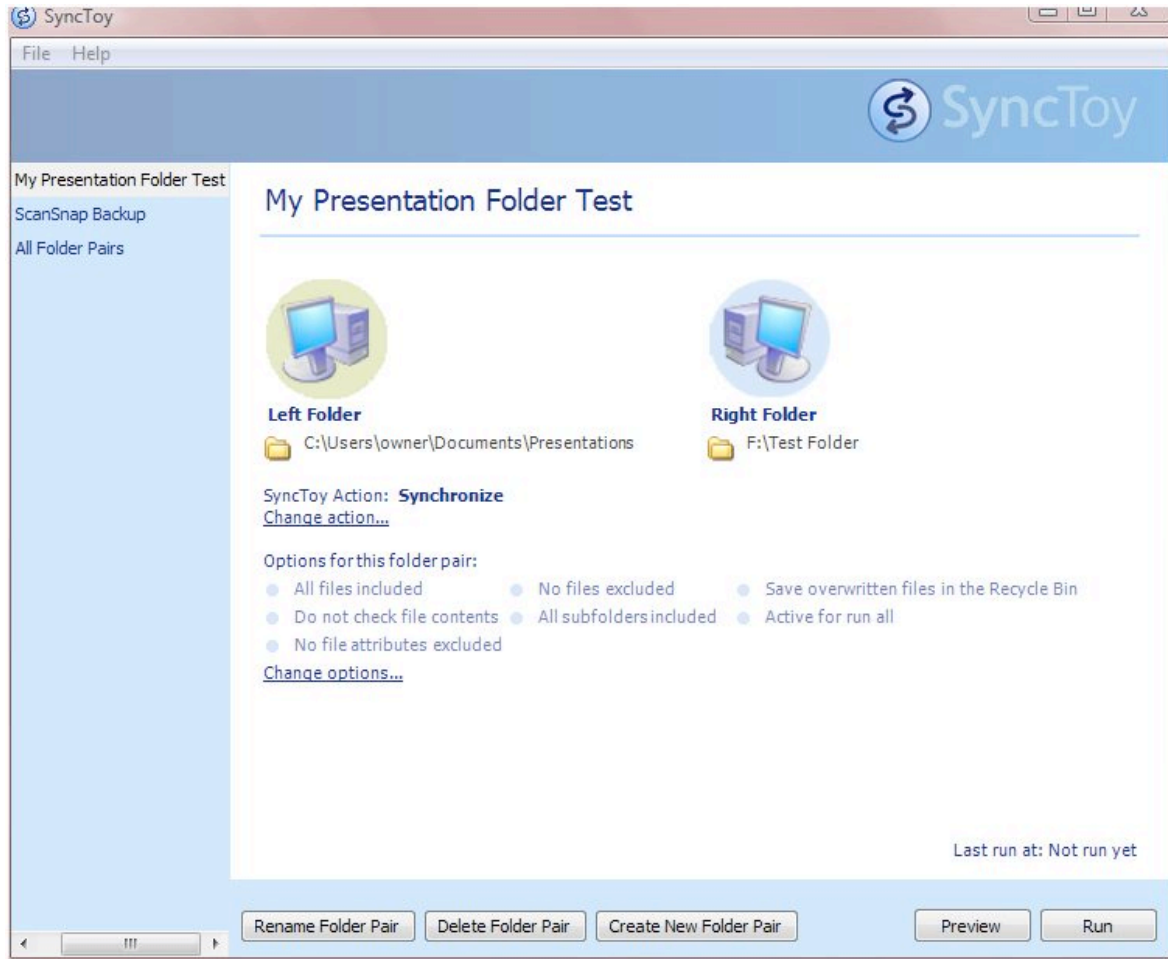 SyncToy
File Help
SyncToy
My Presentation Folder Test
ScanSnap Backup
All Folder Pairs
My Presentation Folder Test
Left Folder
C:\Users\owner\Documents\Presentations
Right Folder
F:\Test Folder
SyncToy Action: Synchronize
Change action...
Options for this folder pair:
All files included No files excluded Save overwritten files in the Recycle Bin
Do not check file contents All subfolders included Active for run all
No file attributes excluded
Change options...
Last run at: Not run yet
Rename Folder Pair Delete Folder Pair Create New Folder Pair Preview Run